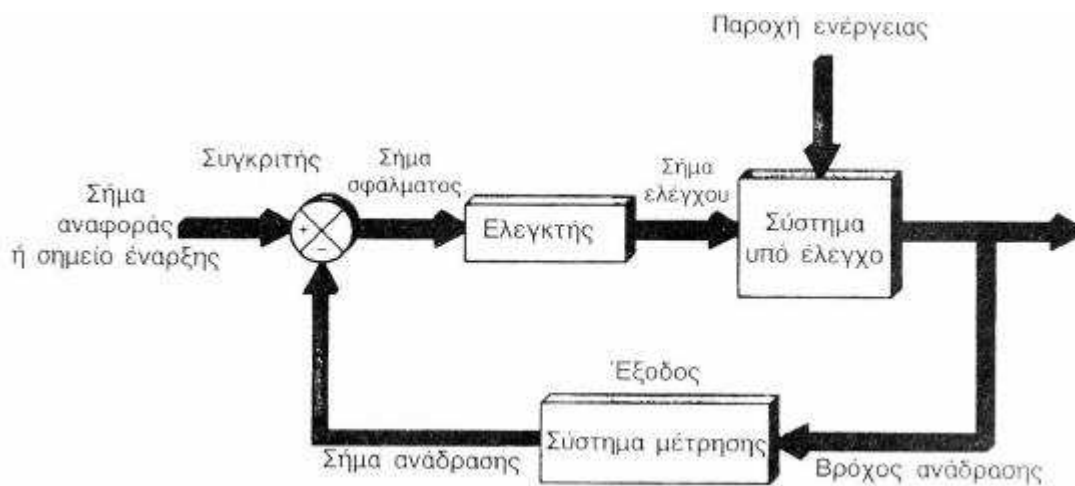 Παροχή ενέργειας
Συγκριτής
Σήμα
σφάλματος
Σήμα
ελέγχου
Σήμα
αναφοράς
ή σημείο έναρξης
+
−
Ελεγκτής
Σύστημα
υπό έλεγχο
Έξοδος
Σύστημα μέτρησης
Σήμα ανάδρασης
Βρόχος ανάδρασης